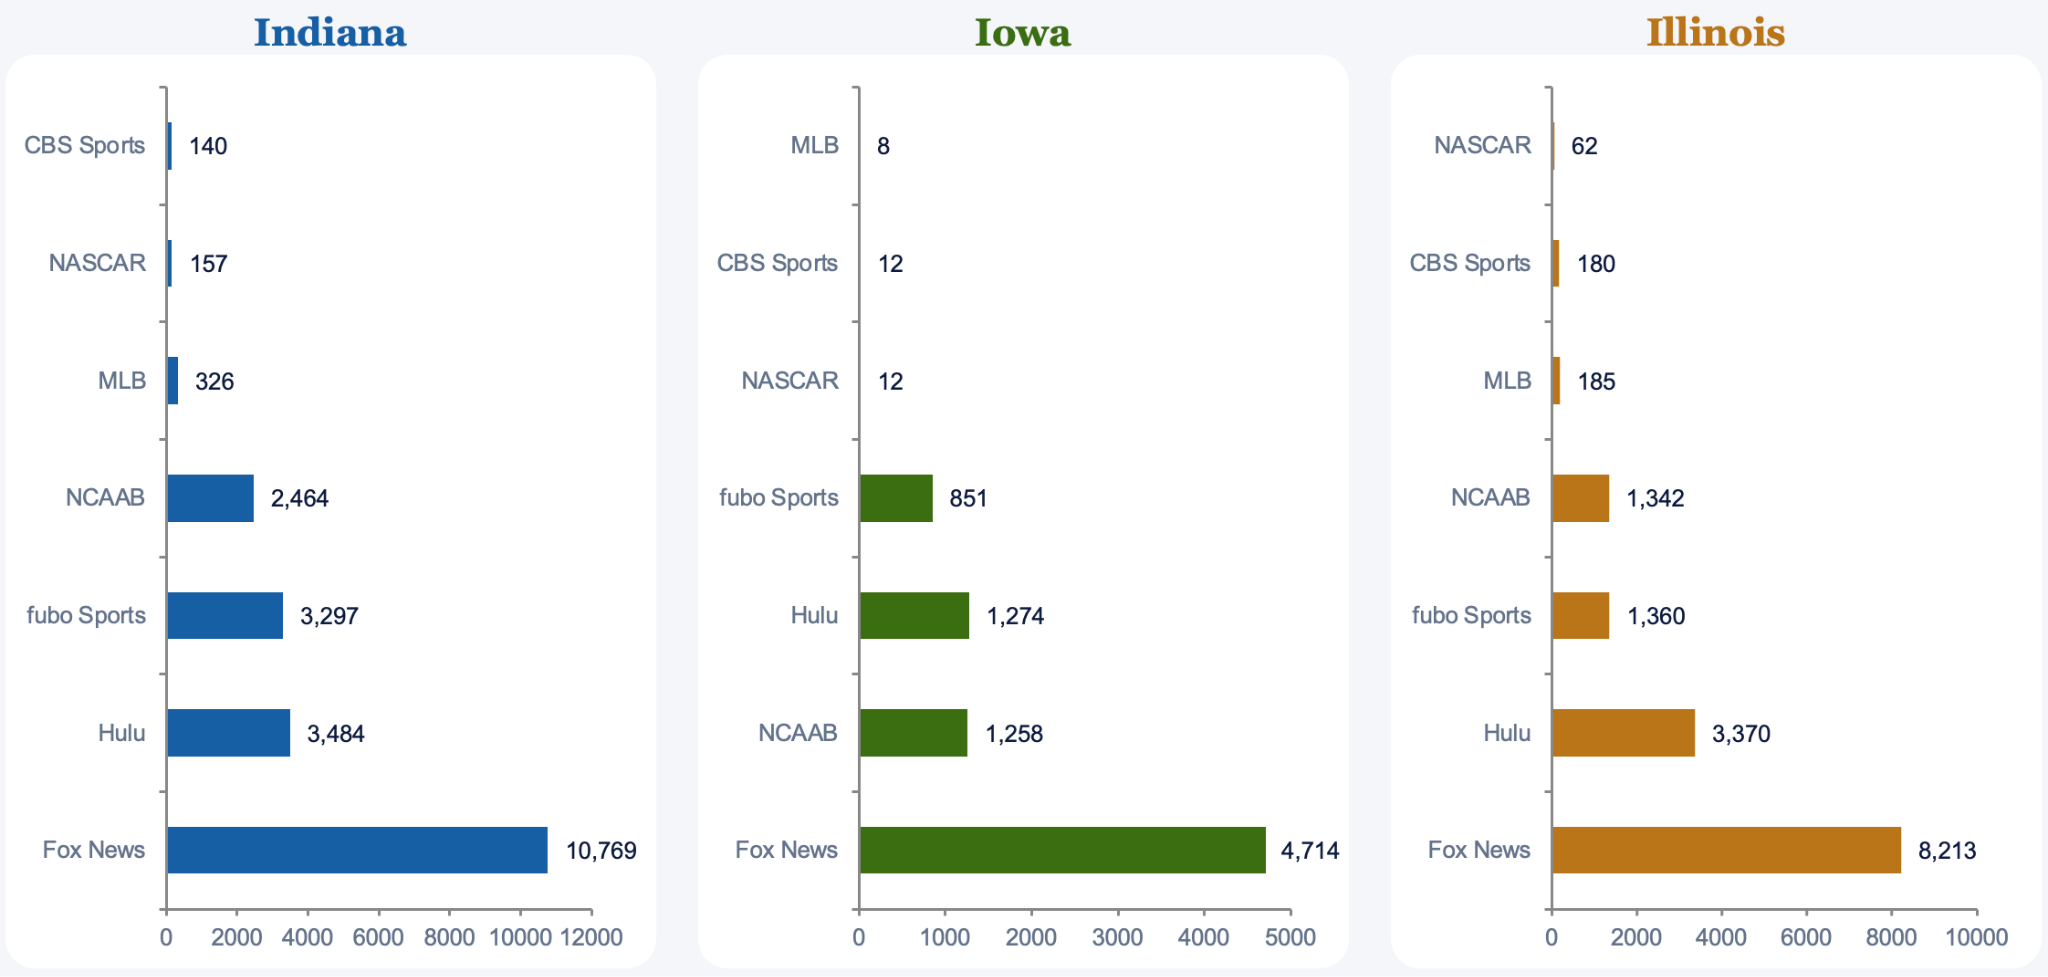 Indiana
CBS Sports 140
NASCAR 157
MLB 326
NCAAB 2,464
fubo Sports 3,297
Hulu 3,484
Fox News 10,769
0 2000 4000 6000 8000 10000 12000
Iowa
MLB 8
CBS Sports 12
NASCAR 12
fubo Sports 851
Hulu 1,274
NCAAB 1,258
Fox News 4,714
0 1000 2000 3000 4000 5000
Illinois
NASCAR 62
CBS Sports 180
MLB 185
NCAAB 1,342
fubo Sports 1,360
Hulu 3,370
Fox News 8,213
0 2000 4000 6000 8000 10000